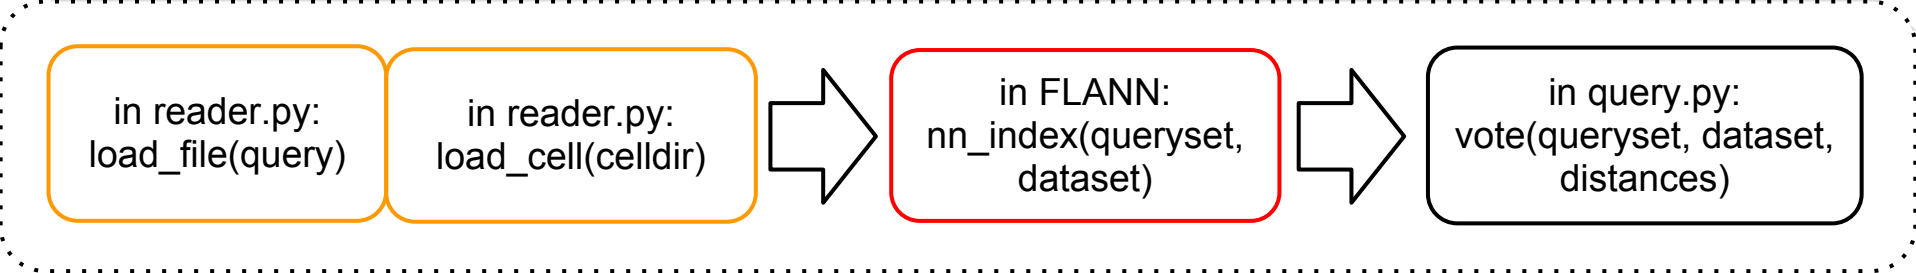 in reader.py:
load_file(query)
in reader.py:
load_cell(celldir)
in FLANN:
nn_index(queryset,
dataset)
in query.py:
vote(queryset, dataset,
distances)